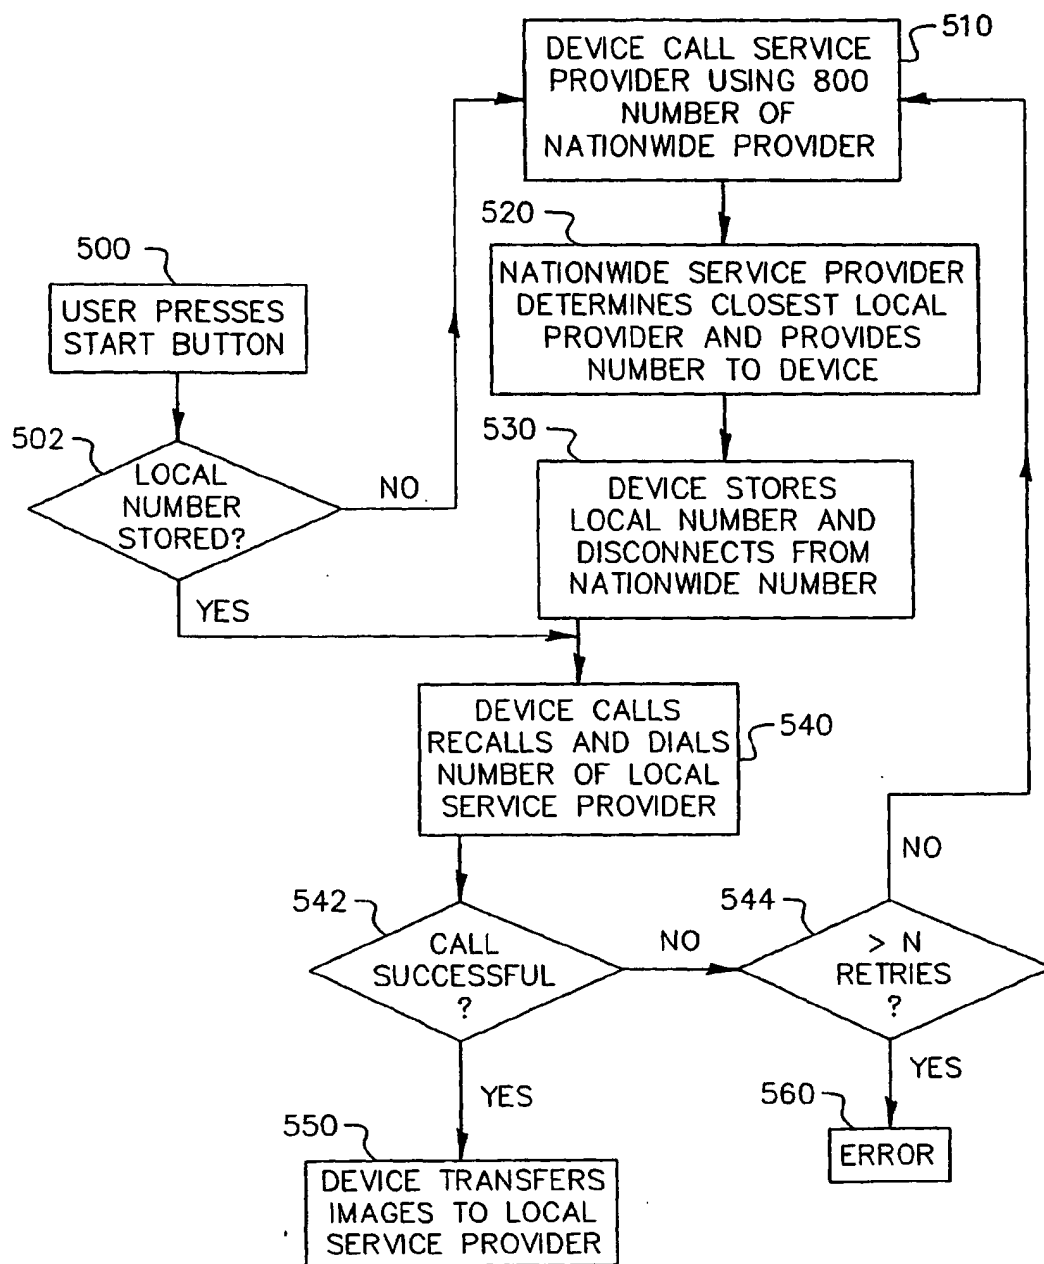 510
DEVICE CALL SERVICE
PROVIDER USING 800
NUMBER OF
NATIONWIDE PROVIDER
520
NATIONWIDE SERVICE PROVIDER
DETERMINES CLOSEST LOCAL
PROVIDER AND PROVIDES
NUMBER TO DEVICE
500
USER PRESSES
START BUTTON
502
LOCAL
NUMBER
STORED?
NO
YES
530
DEVICE STORES
LOCAL NUMBER AND
DISCONNECTS FROM
NATIONWIDE NUMBER
540
DEVICE CALLS
RECALLS AND DIALS
NUMBER OF LOCAL
SERVICE PROVIDER
542
CALL
SUCCESSFUL
?
NO
YES
544
> N
RETRIES
?
NO
YES
550
DEVICE TRANSFERS
IMAGES TO LOCAL
SERVICE PROVIDER
560
ERROR